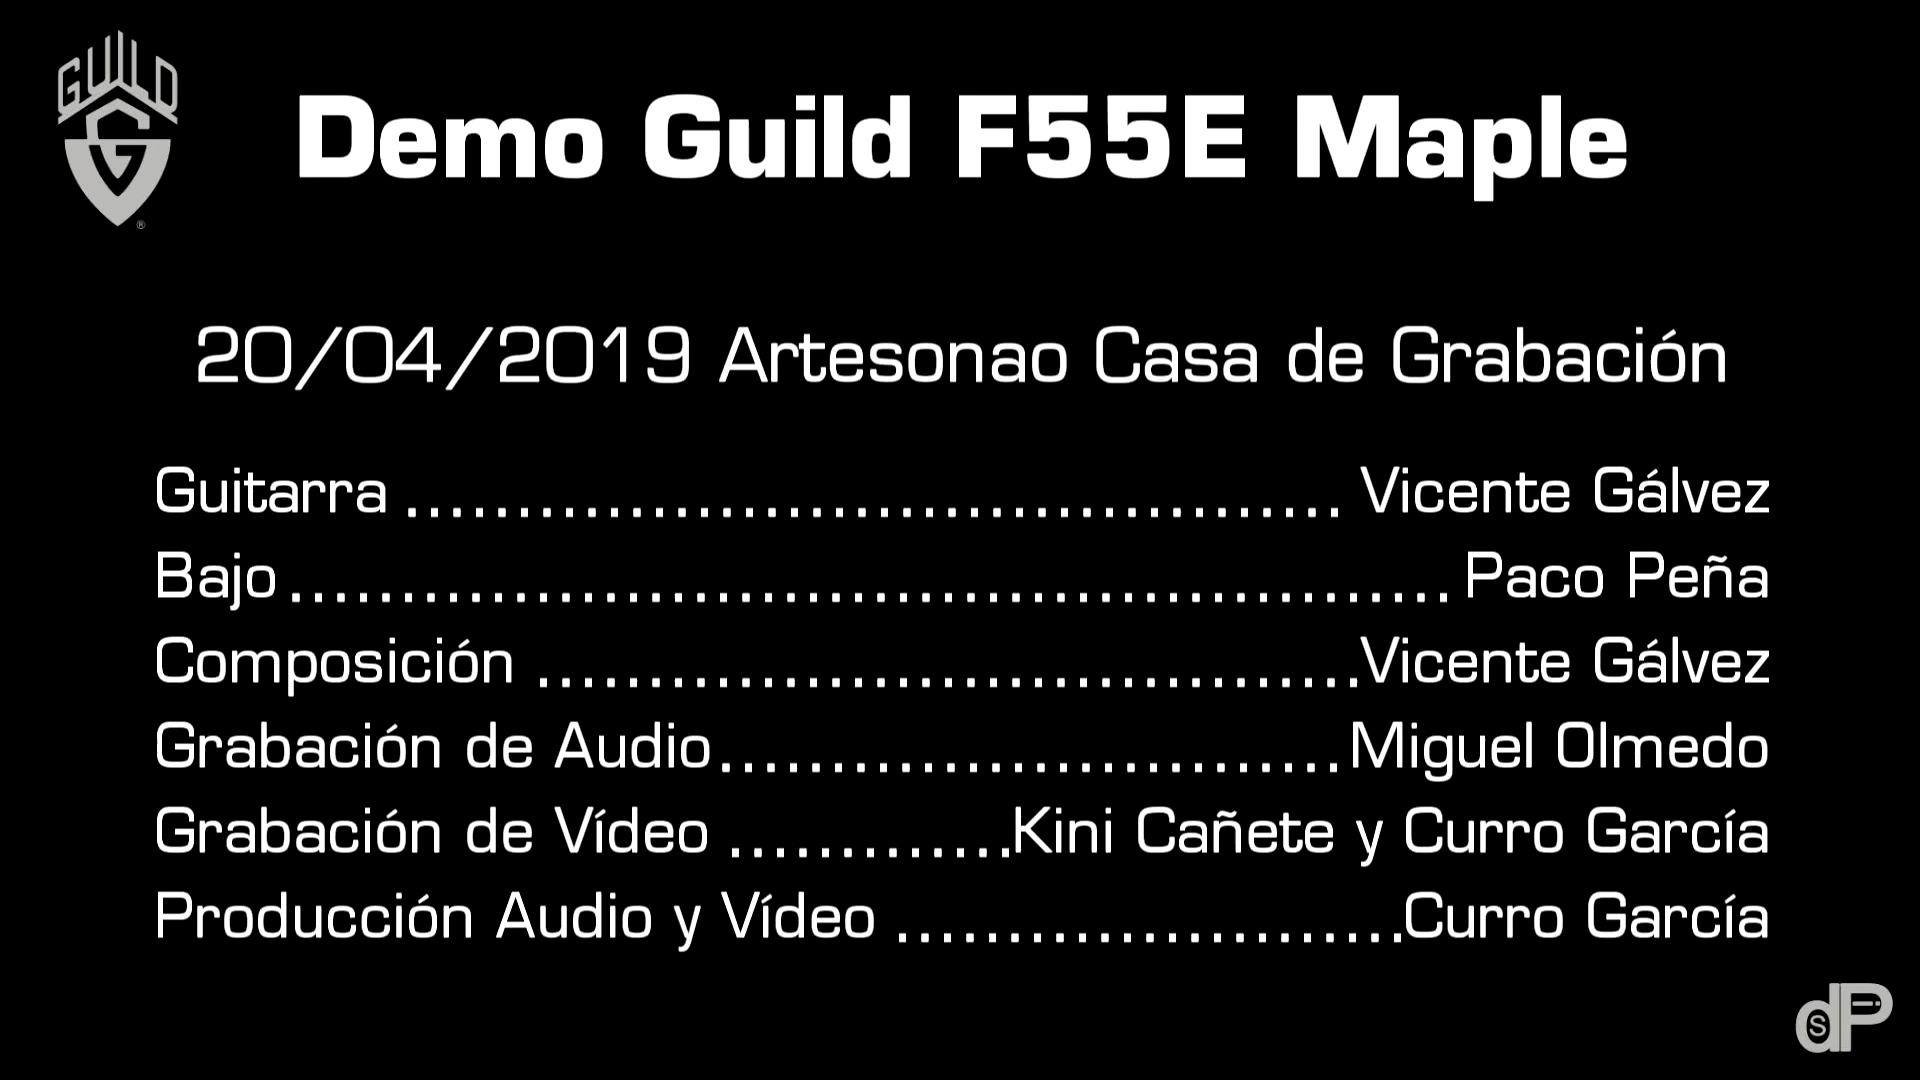 GUILD
G
®
Demo Guild F55E Maple
20/04/2019 Artesonao Casa de Grabación
Guitarra .......................................... Vicente Gálvez
Bajo .................................................... Paco Peña
Composición .....................................Vicente Gálvez
Grabación de Audio............................Miguel Olmedo
Grabación de Vídeo .............Kini Cañete y Curro García
Producción Audio y Vídeo .......................Curro García
dsP